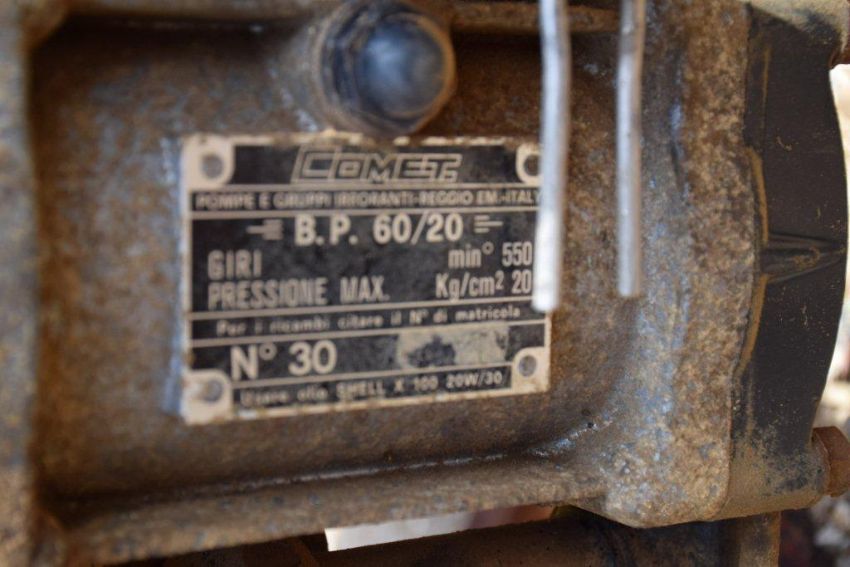 COMET
POMPE E GRUPPI IRRORANTI-REGGIO EM.-ITALY
B.P. 60/20
GIRI min° 550
PRESSIONE MAX. Kg/cm2 20
Per i ricambi citare il N° di matricola
N° 30
Usare olio SHELL X 100 20W/30